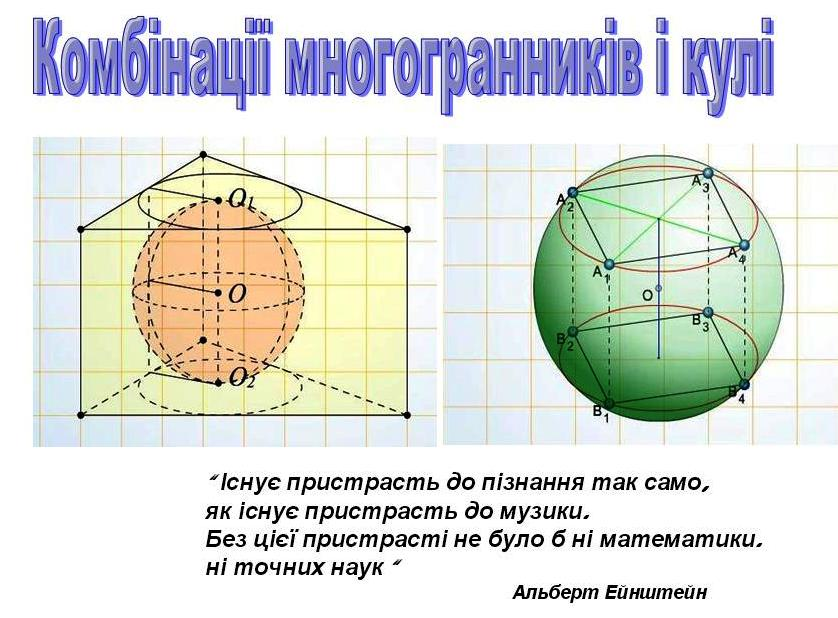 Комбінації многогранників і кулі
O1
O
O2
A2
A3
A1
A4
O
B2
B3
B1
B4
“Існує пристрасть до пізнання так само,
як існує пристрасть до музики.
Без цієї пристрасті не було б ні математики.
ні точних наук “
Альберт Ейнштейн